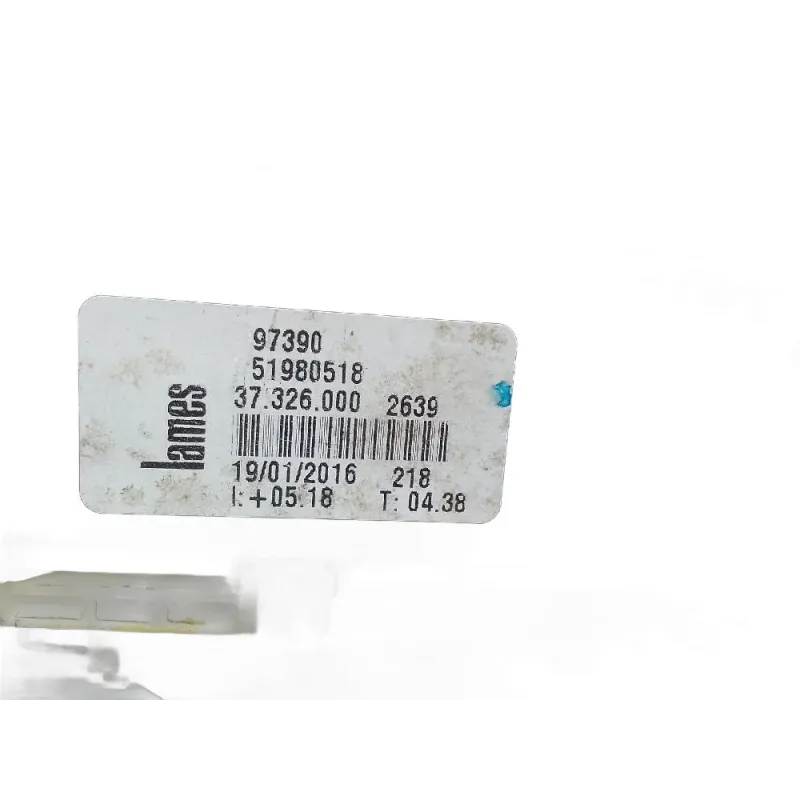 lames
97390
51980518
37.326.000 2639
19/01/2016 218
I: +05.18 T: 04.38